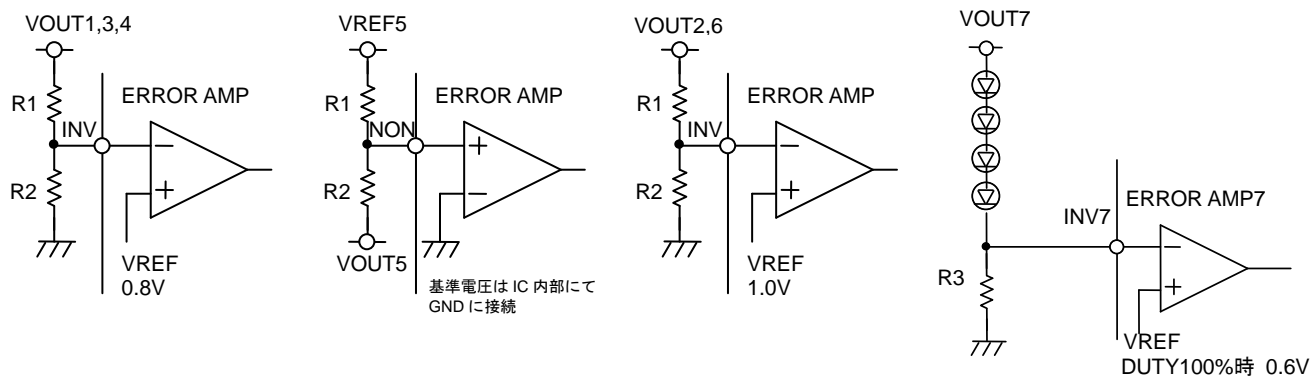 VOUT1,3,4
R1
INV
R2
ERROR AMP
−
+
VREF
0.8V
VREF5
R1
NON
R2
VOUT5
ERROR AMP
+
−
基準電圧は IC 内部にて
GND に接続
VOUT2,6
R1
INV
R2
ERROR AMP
−
+
VREF
1.0V
VOUT7
INV7
R3
ERROR AMP7
−
+
VREF
DUTY100%時 0.6V